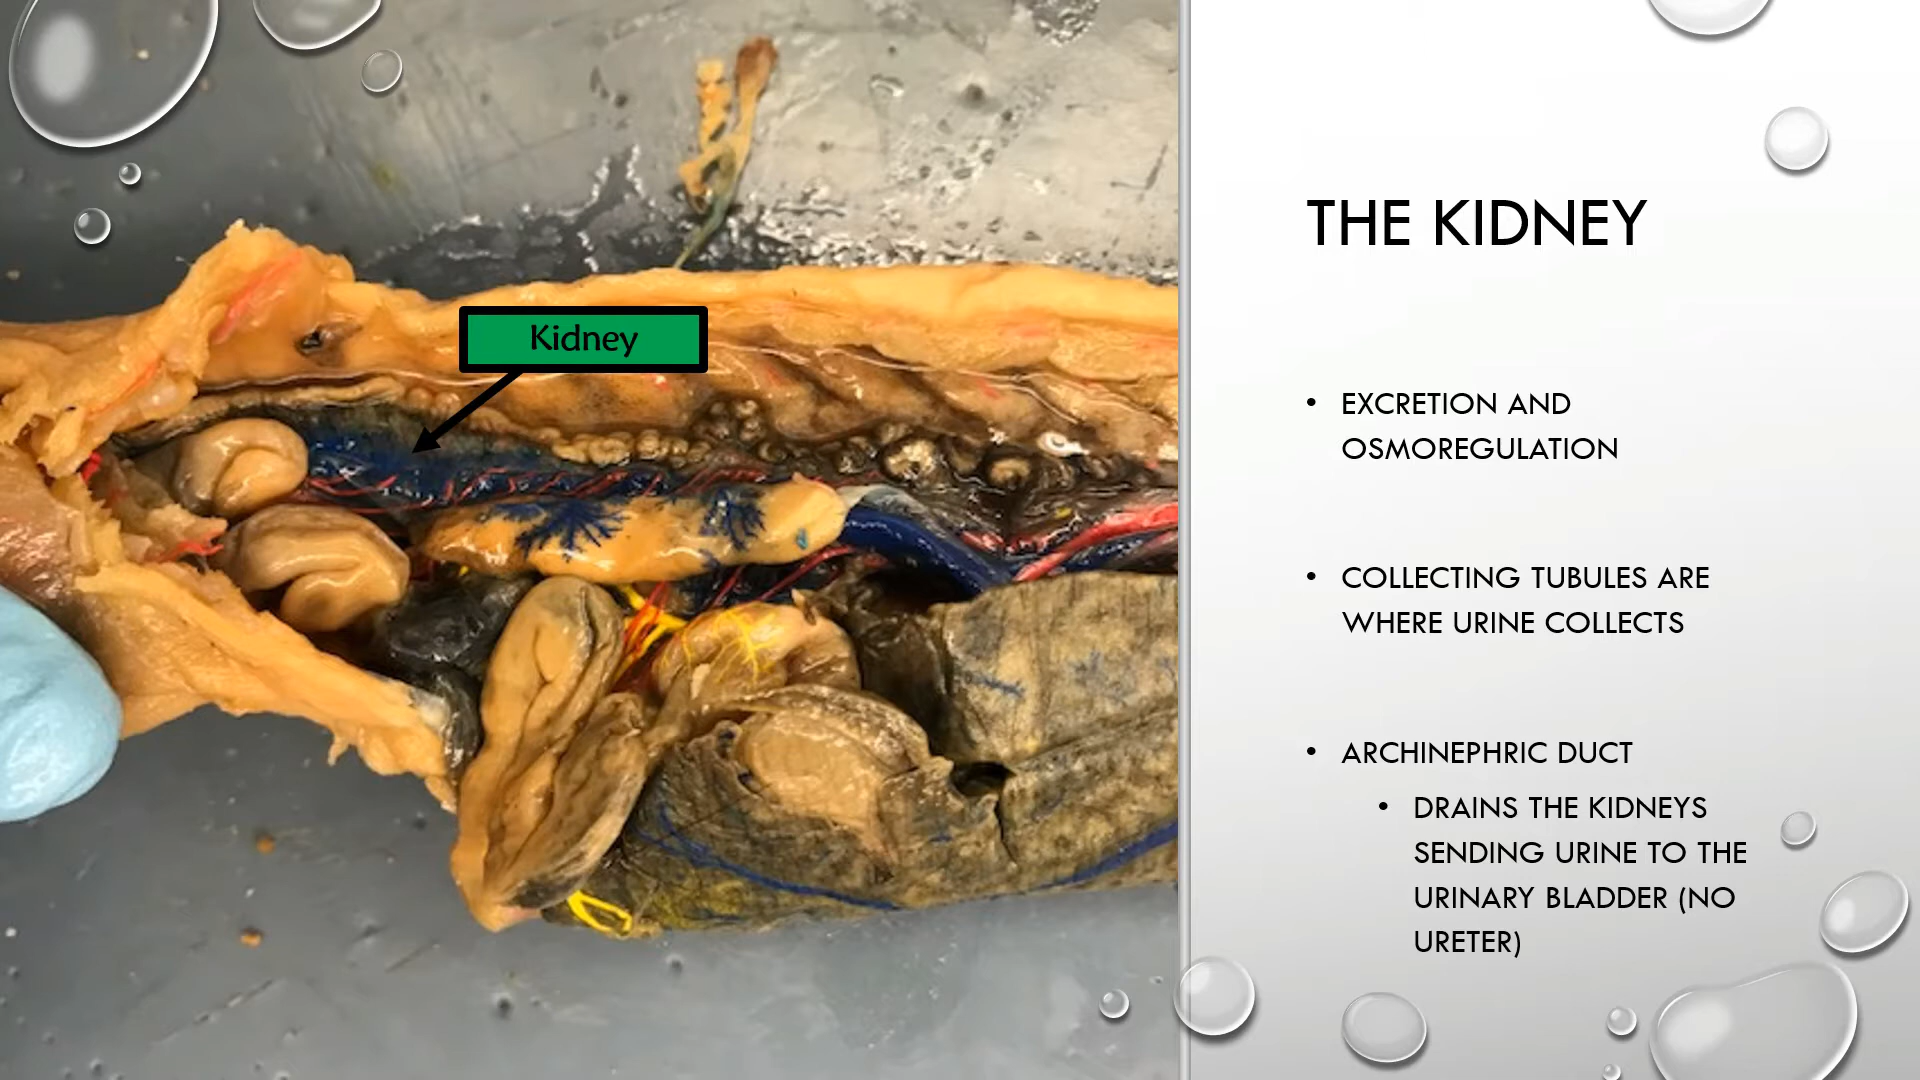 Kidney
THE KIDNEY
• EXCRETION AND
OSMOREGULATION
• COLLECTING TUBULES ARE
WHERE URINE COLLECTS
• ARCHINEPHRIC DUCT
• DRAINS THE KIDNEYS
SENDING URINE TO THE
URINARY BLADDER (NO
URETER)